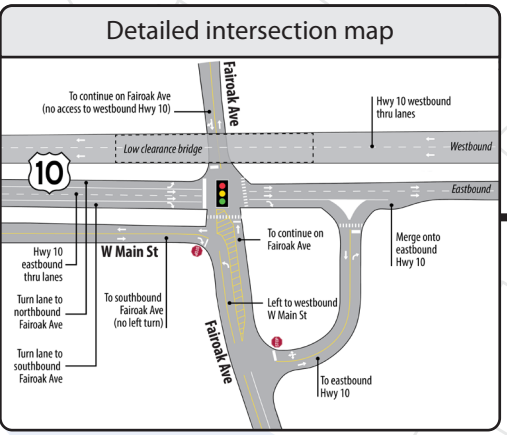 Detailed intersection map
Fairoak Ave
To continue on Fairoak Ave
(no access to westbound Hwy 10)
Hwy 10 westbound
thru lanes
Low clearance bridge
Westbound
10
Eastbound
Hwy 10
eastbound
thru lanes
W Main St
To continue on
Fairoak Ave
Merge onto
eastbound
Hwy 10
Turn lane to
northbound
Fairoak Ave
To southbound
Fairoak Ave
(no left turn)
Left to westbound
W Main St
Turn lane to
southbound
Fairoak Ave
Fairoak Ave
To eastbound
Hwy 10